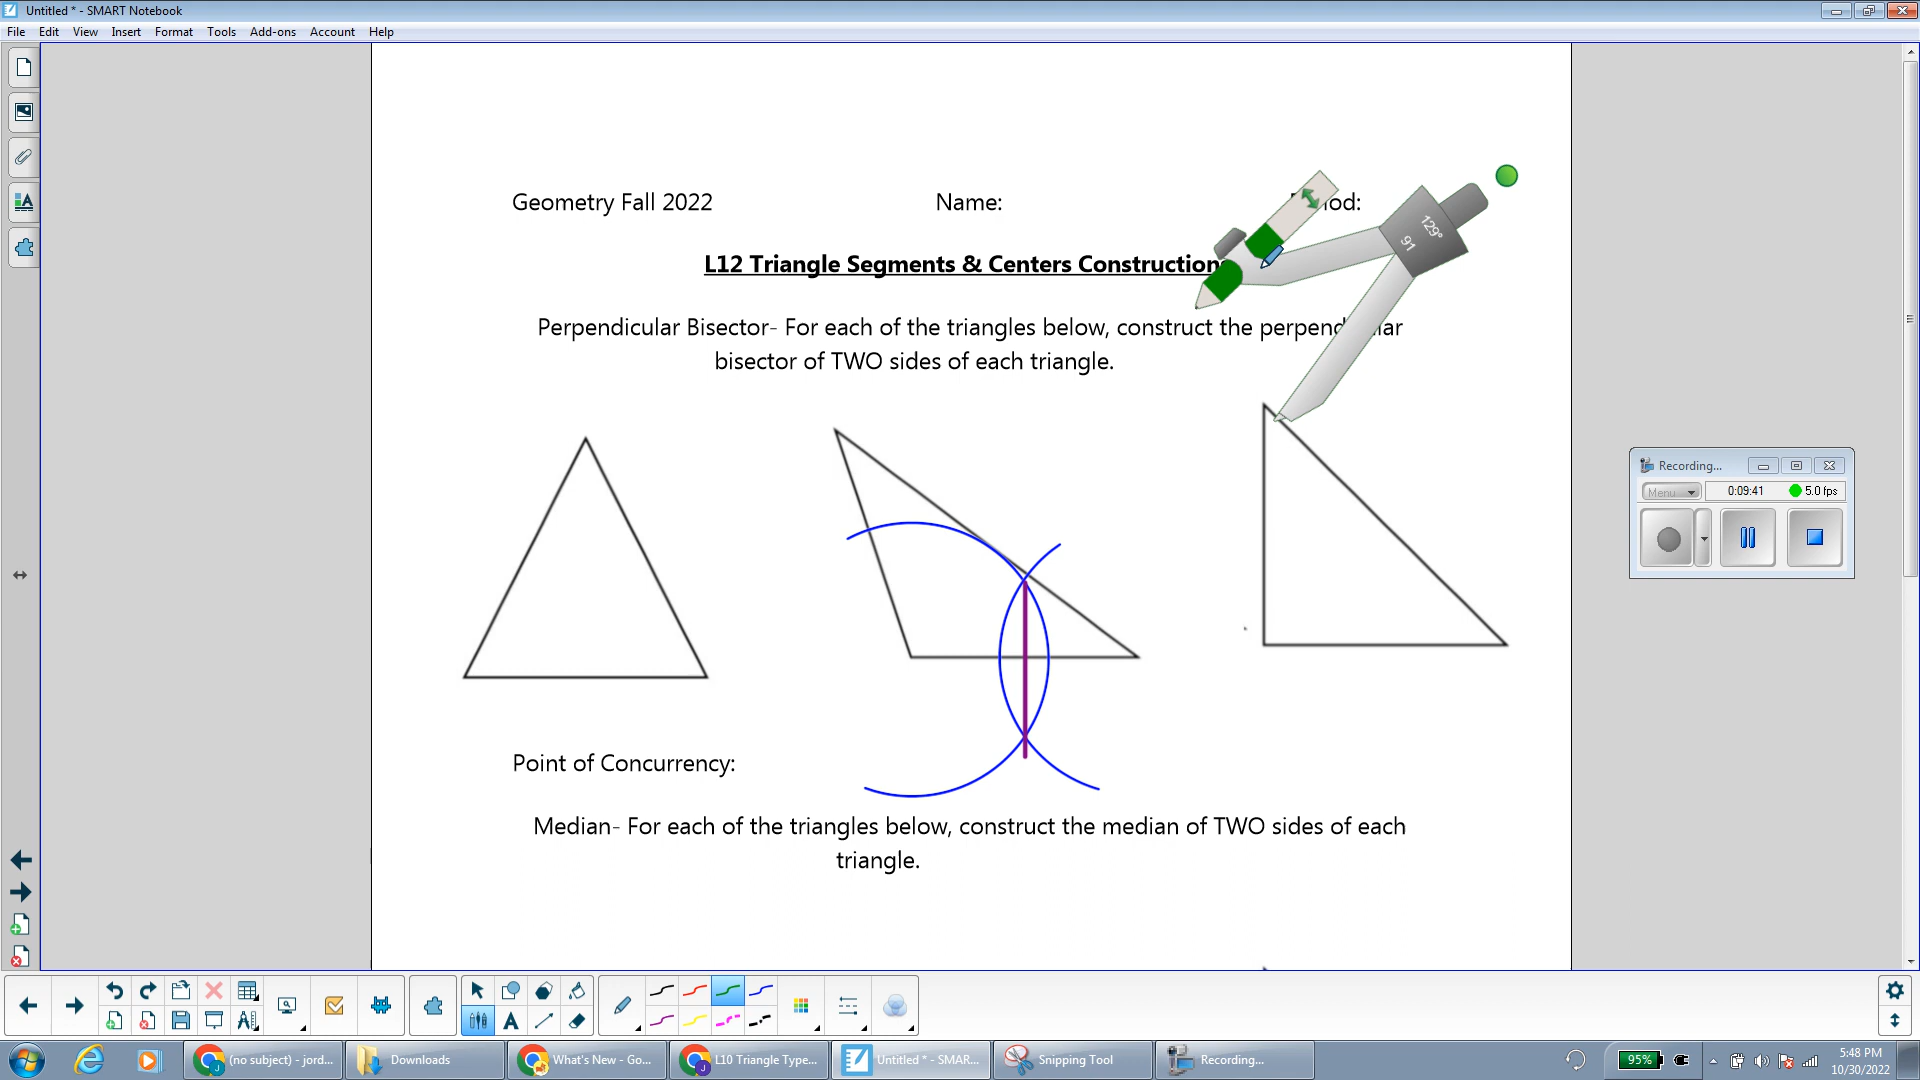 Untitled * - SMART Notebook
File Edit View Insert Format Tools Add-ons Account Help
Geometry Fall 2022 Name:
L12 Triangle Segments & Centers Constructions
129°
91
Perpendicular Bisector- For each of the triangles below, construct the
bisector of TWO sides of each triangle.
Recording...
Menu 0:09:41 5.0 fps
Point of Concurrency:
Median- For each of the triangles below, construct the median of TWO sides of each
triangle.
(no subject) - jord... Downloads What's New - Go... L10 Triangle Type... Untitled * - SMAR... Snipping Tool Recording... 95% 5:48 PM
10/30/2022